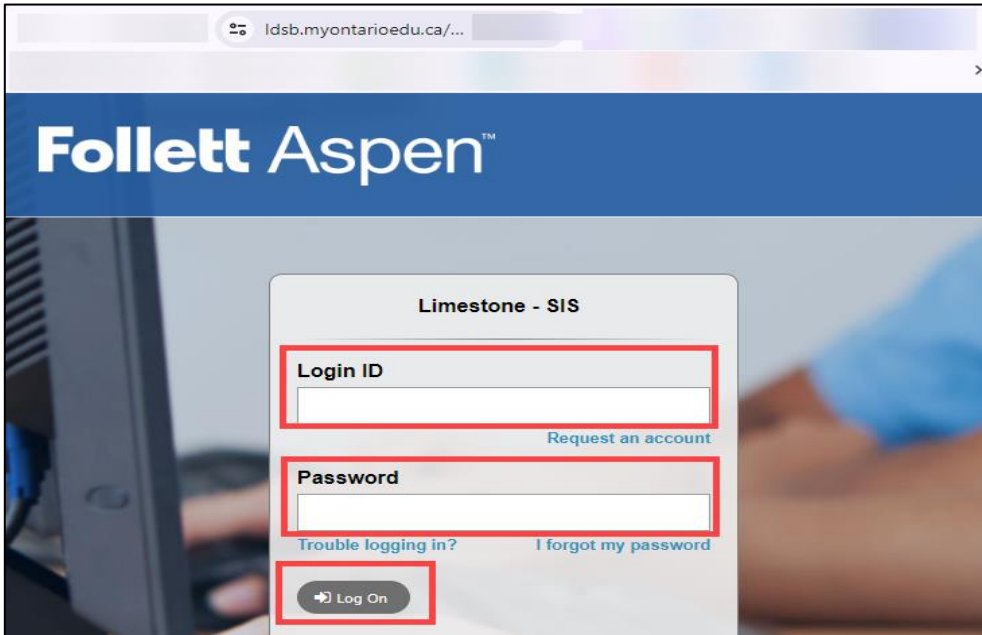 ldsb.myontarioedu.ca/...
Follett Aspen™
Limestone - SIS
Login ID
Request an account
Password
Trouble logging in? I forgot my password
Log On